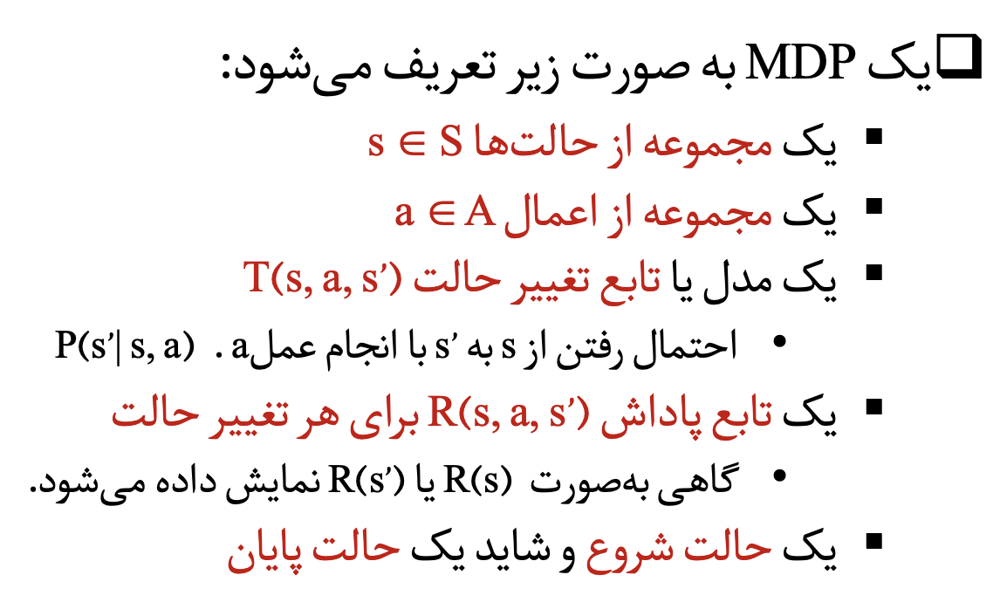 ❑یک MDP به صورت زیر تعریف می‌شود:
▪ یک مجموعه از حالت‌ها s ∈ S
▪ یک مجموعه از اعمال a ∈ A
▪ یک مدل یا تابع تغییر حالت T(s, a, s′)
• احتمال رفتن از s به s′ با انجام عملa . P(s′| s, a)
▪ یک تابع پاداش R(s, a, s′) برای هر تغییر حالت
• گاهی به‌صورت R(s) یا R(s′) نمایش داده می‌شود.
▪ یک حالت شروع و شاید یک حالت پایان